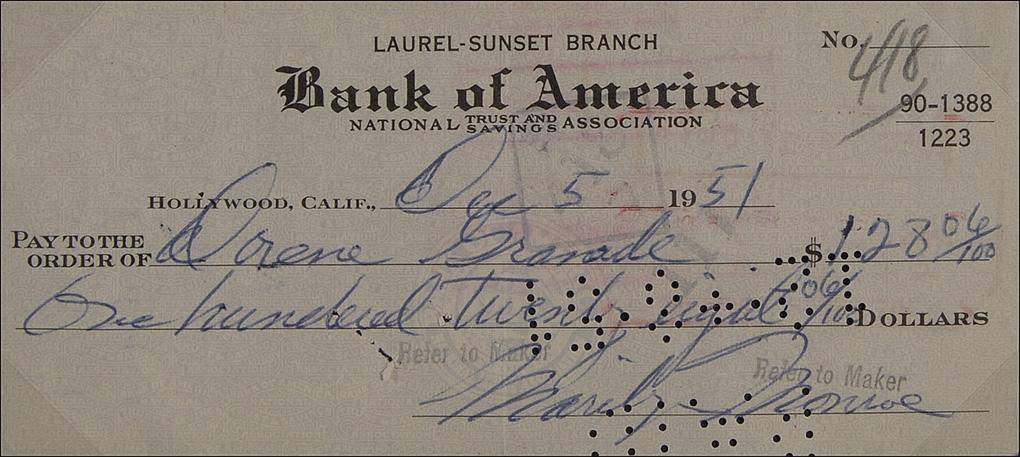 LAUREL-SUNSET BRANCH
No. 418
Bank of America
NATIONAL TRUST AND SAVINGS ASSOCIATION
90-1388
1223
HOLLYWOOD, CALIF., Dec 5 1951
PAY TO THE ORDER OF Dorene Granade $128 06/100
One hundred twenty eight 06/100 DOLLARS
Refer to Maker
Refer to Maker
Marilyn Monroe